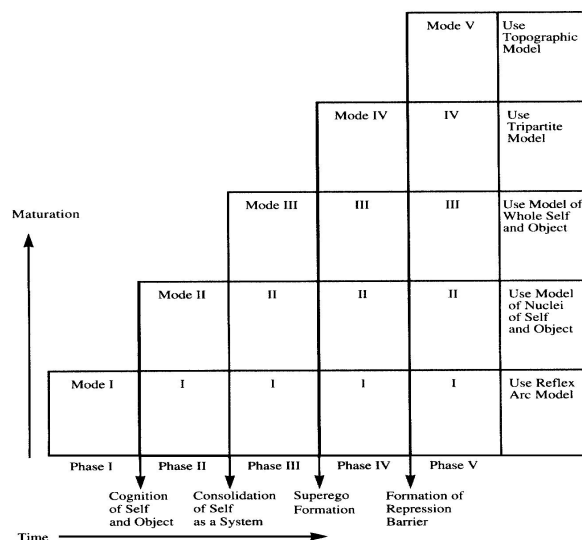 Mode V
Use
Topographic
Model
Mode IV
IV
Use
Tripartite
Model
Maturation
Mode III
III
III
Use Model of
Whole Self
and Object
Mode II
II
II
II
Use Model
of Nuclei
of Self
and Object
Mode I
I
I
I
I
Use Reflex
Arc Model
Phase I
Phase II
Phase III
Phase IV
Phase V
Cognition
of Self
and Object
Consolidation
of Self
as a System
Superego
Formation
Formation of
Repression
Barrier
Time